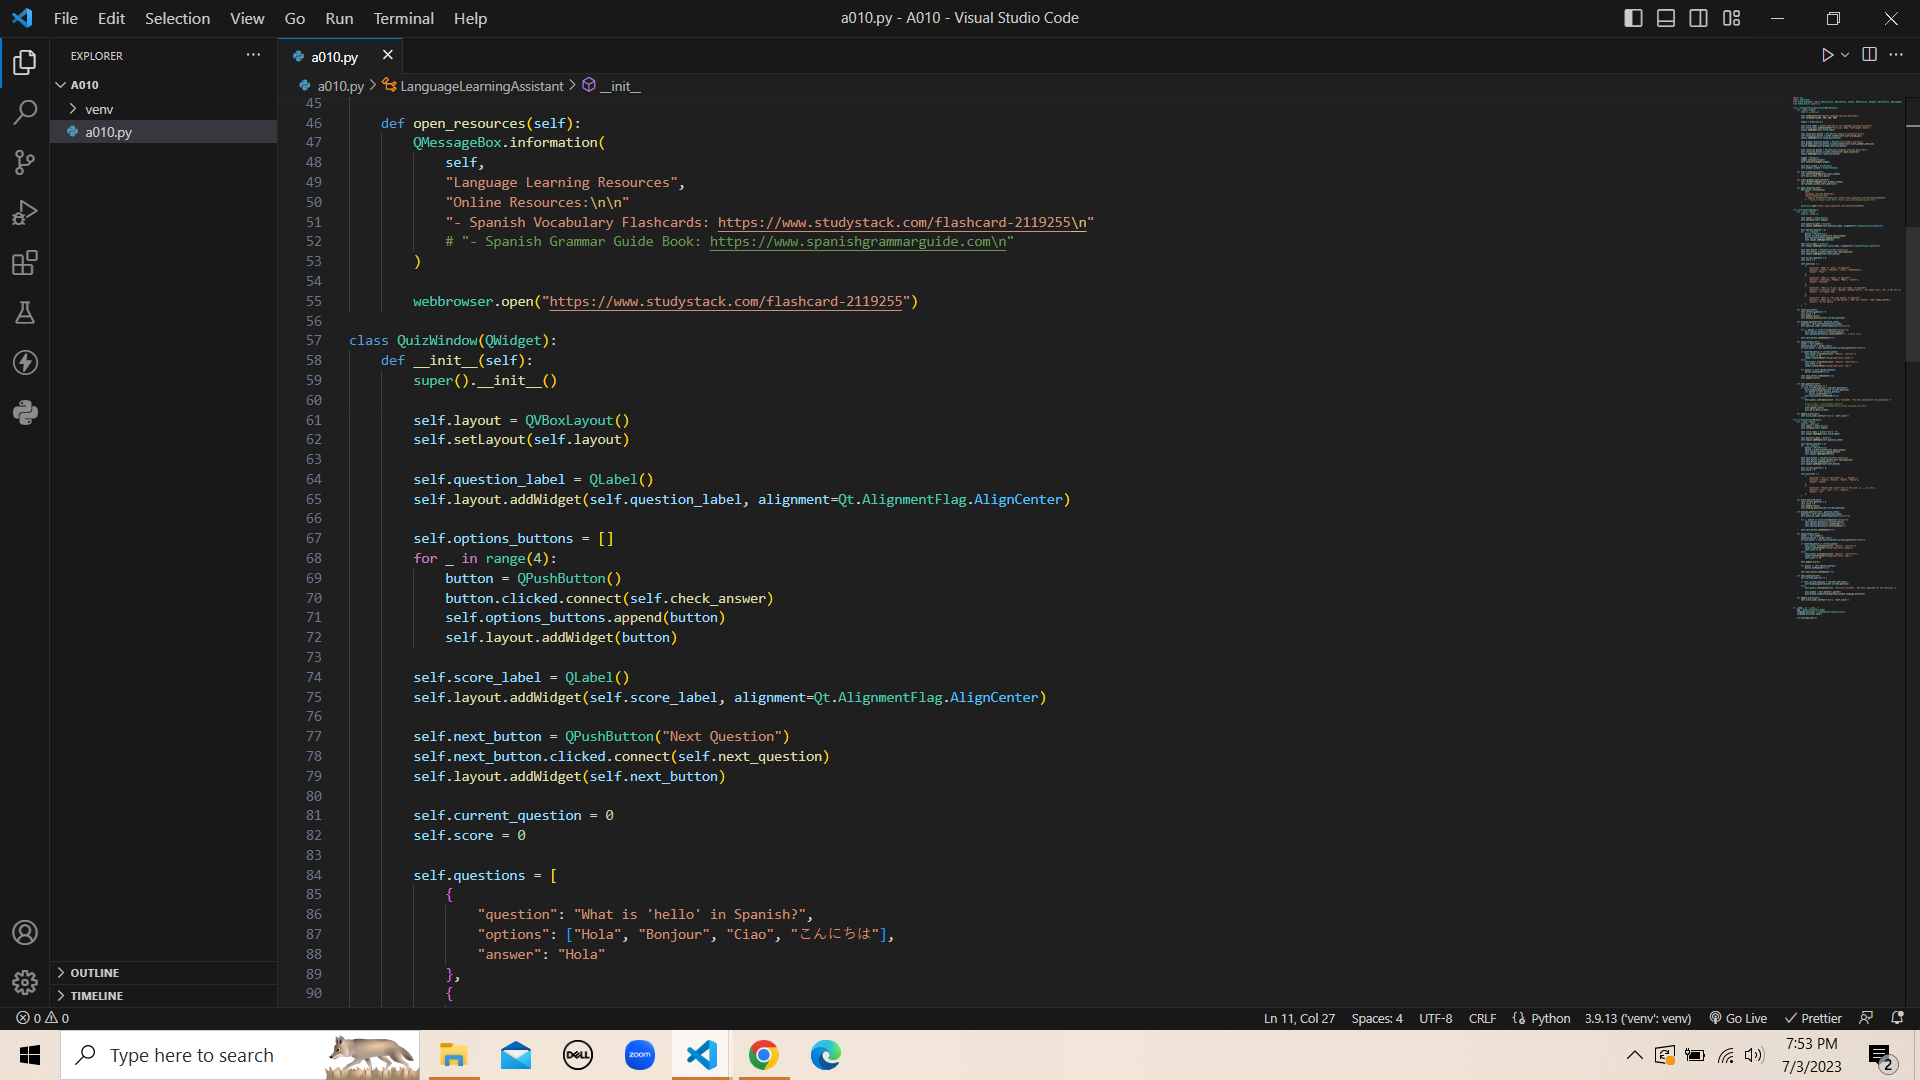 File Edit Selection View Go Run Terminal Help
a010.py - A010 - Visual Studio Code
EXPLORER
A010
venv
a010.py
OUTLINE
TIMELINE
a010.py
a010.py > LanguageLearningAssistant > __init__
45
46 def open_resources(self):
47 QMessageBox.information(
48 self,
49 "Language Learning Resources",
50 "Online Resources:\n\n"
51 "- Spanish Vocabulary Flashcards: https://www.studystack.com/flashcard-2119255\n"
52 # "- Spanish Grammar Guide Book: https://www.spanishgrammarguide.com\n"
53 )
54
55 webbrowser.open("https://www.studystack.com/flashcard-2119255")
56
57 class QuizWindow(QWidget):
58 def __init__(self):
59 super().__init__()
60
61 self.layout = QVBoxLayout()
62 self.setLayout(self.layout)
63
64 self.question_label = QLabel()
65 self.layout.addWidget(self.question_label, alignment=Qt.AlignmentFlag.AlignCenter)
66
67 self.options_buttons = []
68 for _ in range(4):
69 button = QPushButton()
70 button.clicked.connect(self.check_answer)
71 self.options_buttons.append(button)
72 self.layout.addWidget(button)
73
74 self.score_label = QLabel()
75 self.layout.addWidget(self.score_label, alignment=Qt.AlignmentFlag.AlignCenter)
76
77 self.next_button = QPushButton("Next Question")
78 self.next_button.clicked.connect(self.next_question)
79 self.layout.addWidget(self.next_button)
80
81 self.current_question = 0
82 self.score = 0
83
84 self.questions = [
85 {
86 "question": "What is 'hello' in Spanish?",
87 "options": ["Hola", "Bonjour", "Ciao", "こんにちは"],
88 "answer": "Hola"
89 },
90 {
0 0
Ln 11, Col 27 Spaces: 4 UTF-8 CRLF Python 3.9.13 ('venv': venv) Go Live Prettier
Type here to search
DELL
zoom
7:53 PM
7/3/2023
2